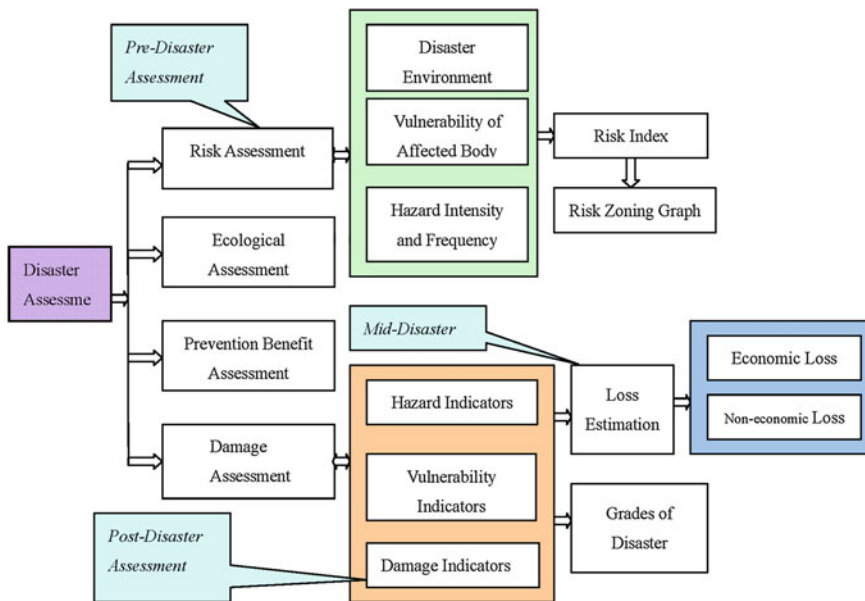 Pre-Disaster
Assessment
Disaster
Environment
Vulnerability of
Affected Body
Risk Assessment
Risk Index
Hazard Intensity
and Frequency
Risk Zoning Graph
Ecological
Assessment
Disaster
Assessme
Mid-Disaster
Prevention Benefit
Assessment
Economic Loss
Non-economic Loss
Hazard Indicators
Loss
Estimation
Damage
Assessment
Vulnerability
Indicators
Grades of
Disaster
Post-Disaster
Assessment
Damage Indicators